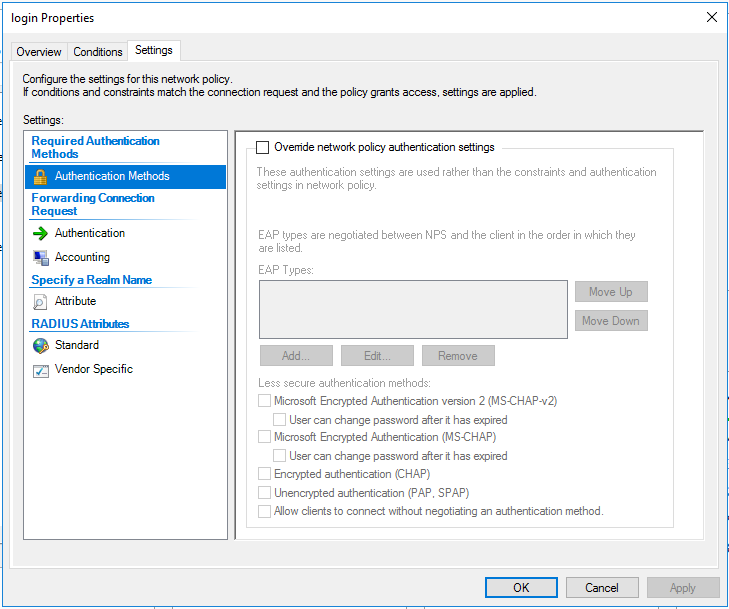 login Properties
Overview Conditions Settings
Configure the settings for this network policy.
If conditions and constraints match the connection request and the policy grants access, settings are applied.
Settings:
Required Authentication
Methods
Authentication Methods
Forwarding Connection
Request
Authentication
Accounting
Specify a Realm Name
Attribute
RADIUS Attributes
Standard
Vendor Specific
Override network policy authentication settings
These authentication settings are used rather than the constraints and authentication
settings in network policy.
EAP types are negotiated between NPS and the client in the order in which they
are listed.
EAP Types:
Move Up
Move Down
Add... Edit... Remove
Less secure authentication methods:
Microsoft Encrypted Authentication version 2 (MS-CHAP-v2)
User can change password after it has expired
Microsoft Encrypted Authentication (MS-CHAP)
User can change password after it has expired
Encrypted authentication (CHAP)
Unencrypted authentication (PAP, SPAP)
Allow clients to connect without negotiating an authentication method.
OK Cancel Apply